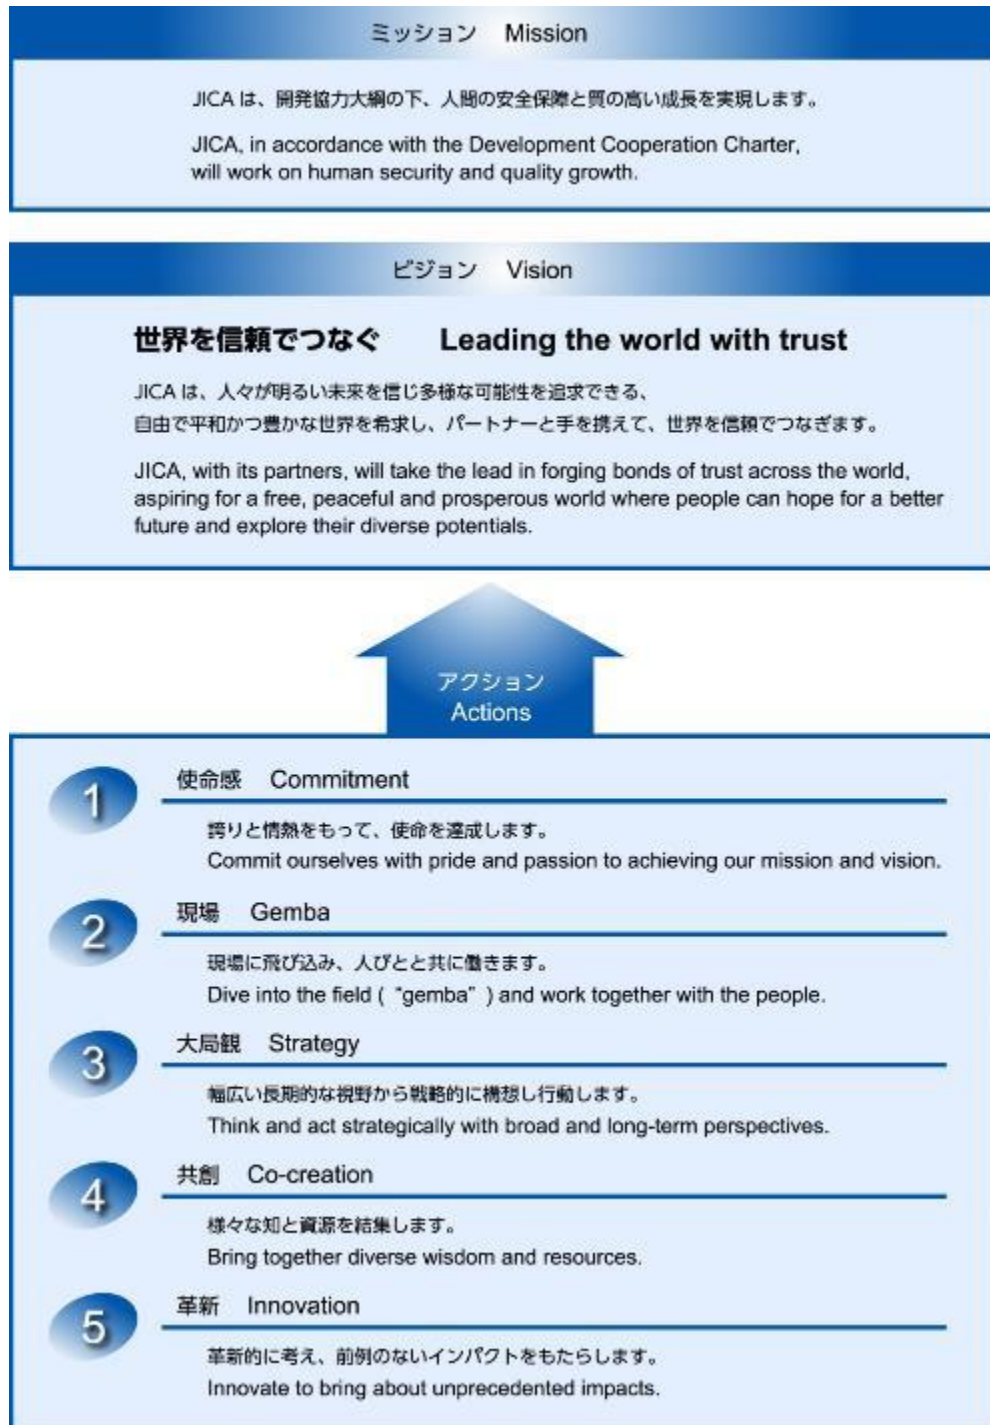 ミッション Mission
JICA は、開発協力大綱の下、人間の安全保障と質の高い成長を実現します。
JICA, in accordance with the Development Cooperation Charter,
will work on human security and quality growth.
ビジョン Vision
世界を信頼でつなぐ Leading the world with trust
JICA は、人々が明るい未来を信じ多様な可能性を追求できる、
自由で平和かつ豊かな世界を希求し、パートナーと手を携えて、世界を信頼でつなぎます。
JICA, with its partners, will take the lead in forging bonds of trust across the world,
aspiring for a free, peaceful and prosperous world where people can hope for a better
future and explore their diverse potentials.
アクション
Actions
1 使命感 Commitment
誇りと情熱をもって、使命を達成します。
Commit ourselves with pride and passion to achieving our mission and vision.
2 現場 Gemba
現場に飛び込み、人びとと共に働きます。
Dive into the field ( “gemba” ) and work together with the people.
3 大局観 Strategy
幅広い長期的な視野から戦略的に構想し行動します。
Think and act strategically with broad and long-term perspectives.
4 共創 Co-creation
様々な知と資源を結集します。
Bring together diverse wisdom and resources.
5 革新 Innovation
革新的に考え、前例のないインパクトをもたらします。
Innovate to bring about unprecedented impacts.